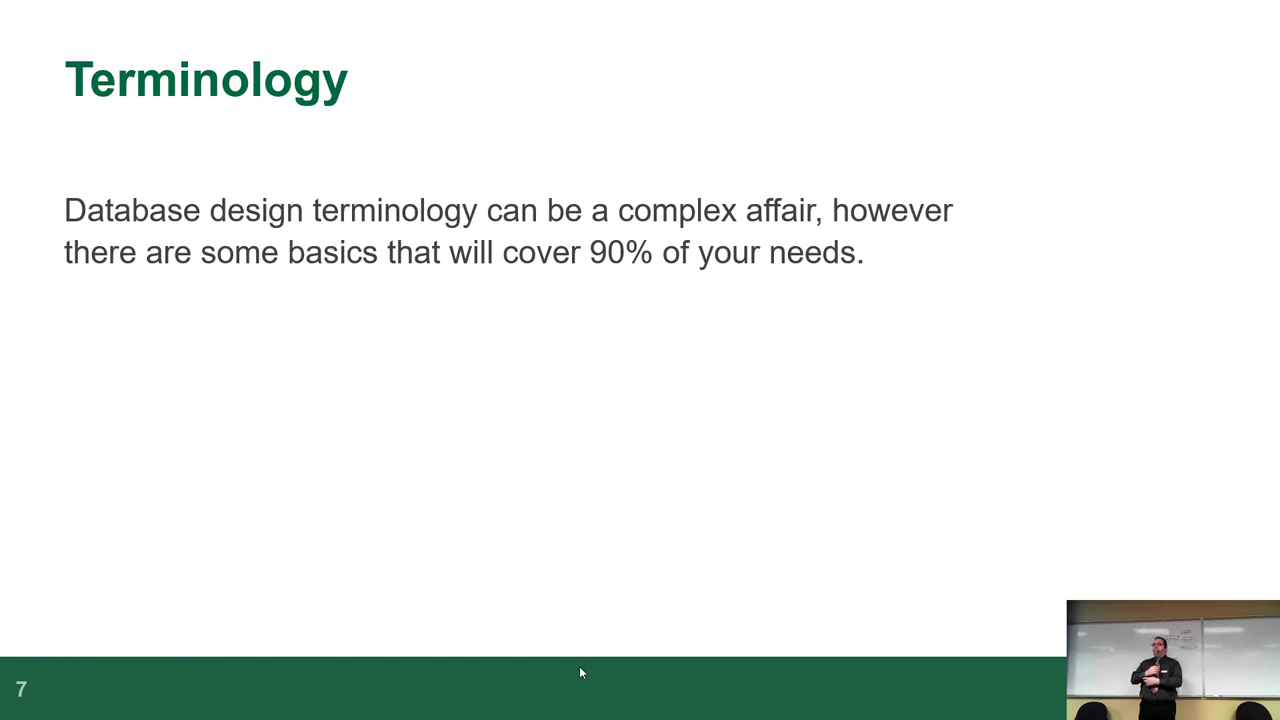 Terminology
Database design terminology can be a complex affair, however
there are some basics that will cover 90% of your needs.
7